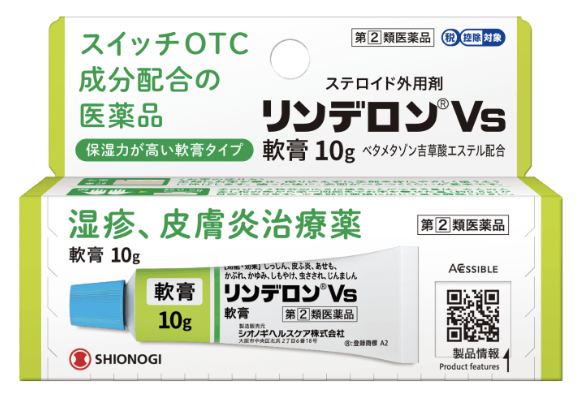 スイッチOTC
成分配合の
医薬品
保湿力が高い軟膏タイプ
第②類医薬品
税 控除 対象
ステロイド外用剤
リンデロン®Vs
軟膏 10g ベタメタゾン吉草酸エステル配合
湿疹、皮膚炎治療薬
第②類医薬品
軟膏 10g
ACSSIBLE
軟膏
10g
【効能・効果】しっしん、皮ふ炎、あせも、
かぶれ、かゆみ、しもやけ、虫さされ、じんましん
リンデロン®Vs
軟膏 第②類医薬品
製造販売元
シオノギヘルスケア株式会社
大阪市中央区北浜2丁目6番18号
®:登録商標 A2
SHIONOGI
製品情報
Product features